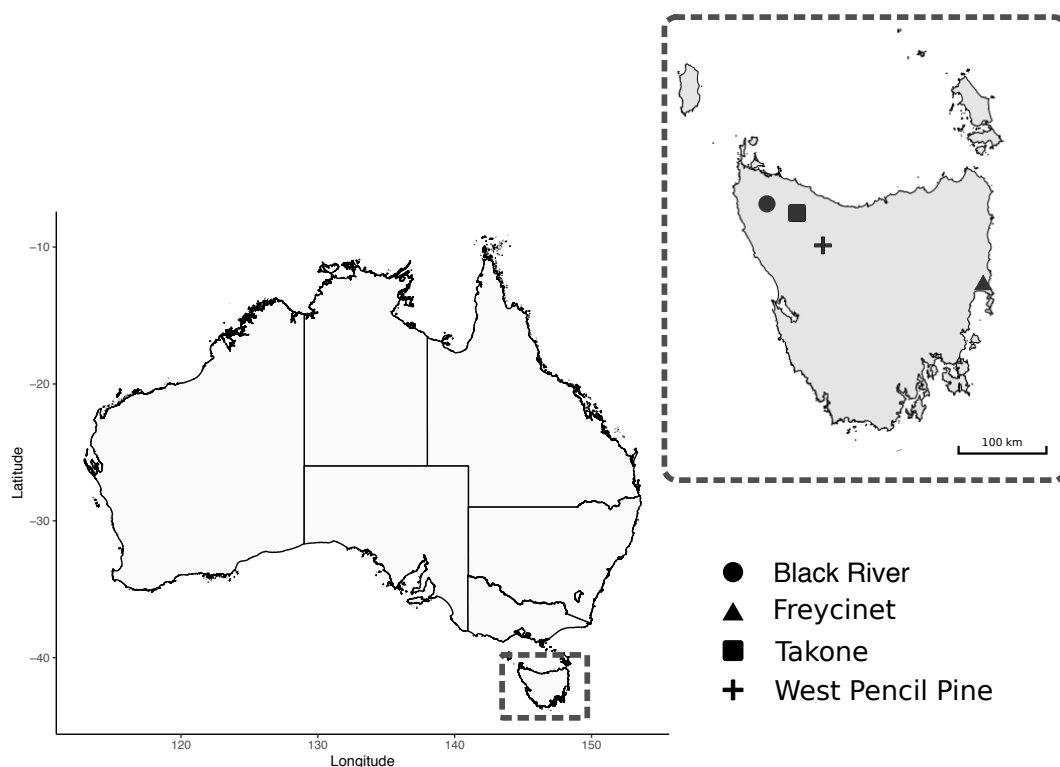 100 km
−10
−20
−30
−40
Latitude
120
130
140
150
Longitude
Black River
Freycinet
Takone
West Pencil Pine